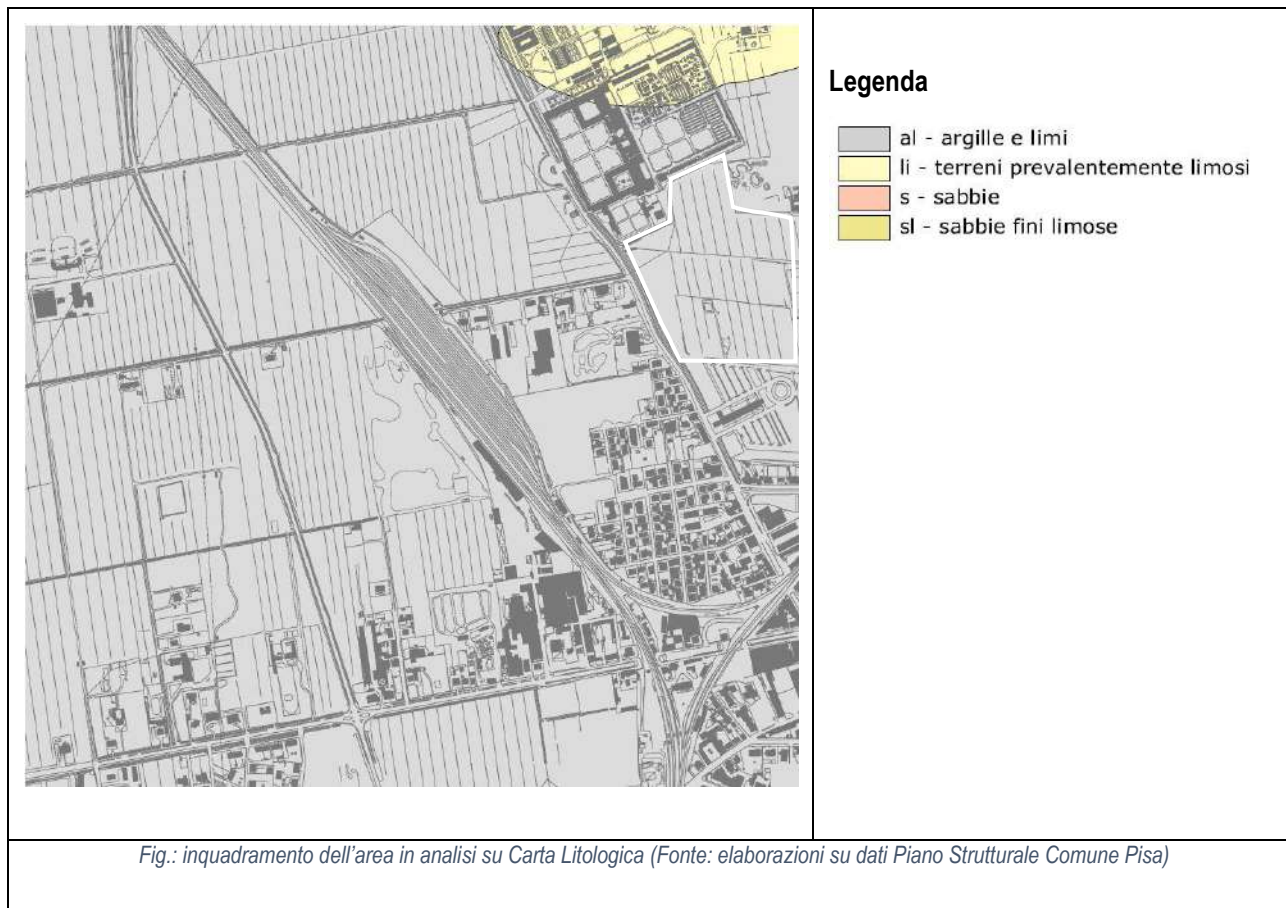 Legenda
al - argille e limi
li - terreni prevalentemente limosi
s - sabbie
sl - sabbie fini limose
Fig.: inquadramento dell'area in analisi su Carta Litologica (Fonte: elaborazioni su dati Piano Strutturale Comune Pisa)